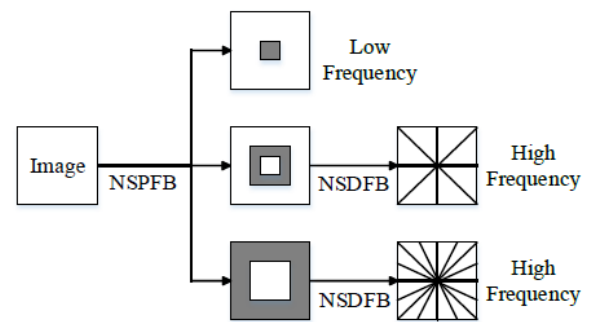 Low
Frequency
Image
NSPFB
NSDFB
High
Frequency
NSDFB
High
Frequency